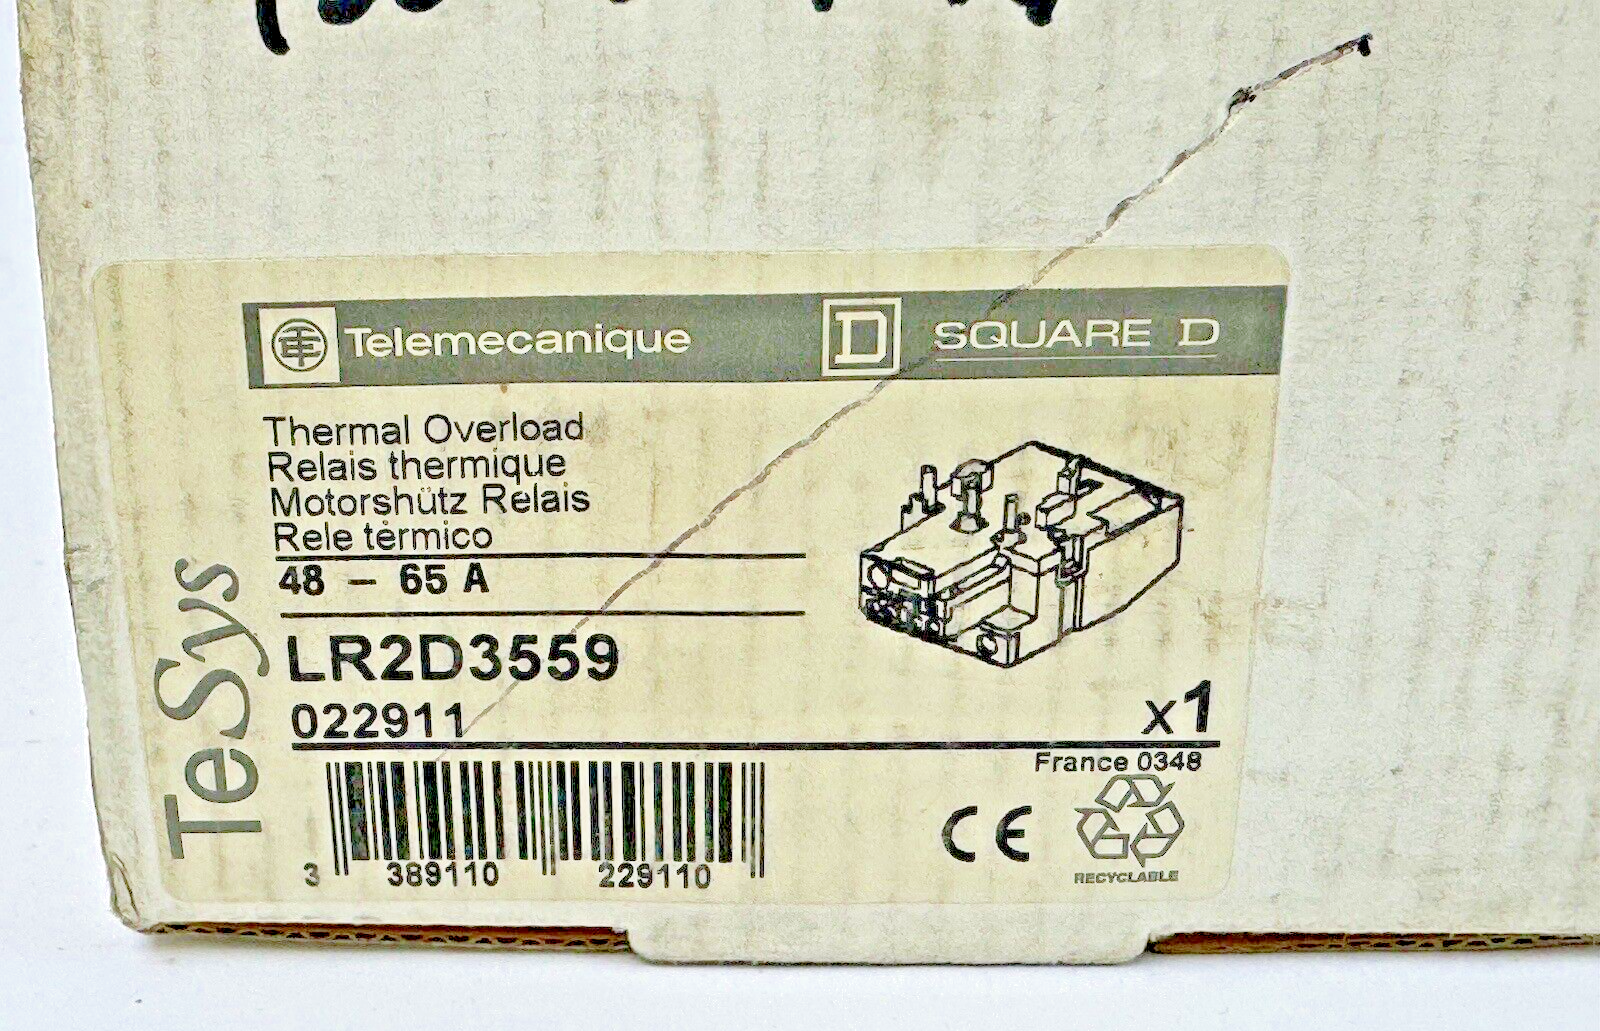 Telemecanique
D SQUARE D
Thermal Overload
Relais thermique
Motorshütz Relais
Rele tèrmico
48 – 65 A
LR2D3559
022911
x1
France 0348
TeSys
3 389110 229110
CE
RECYCLABLE